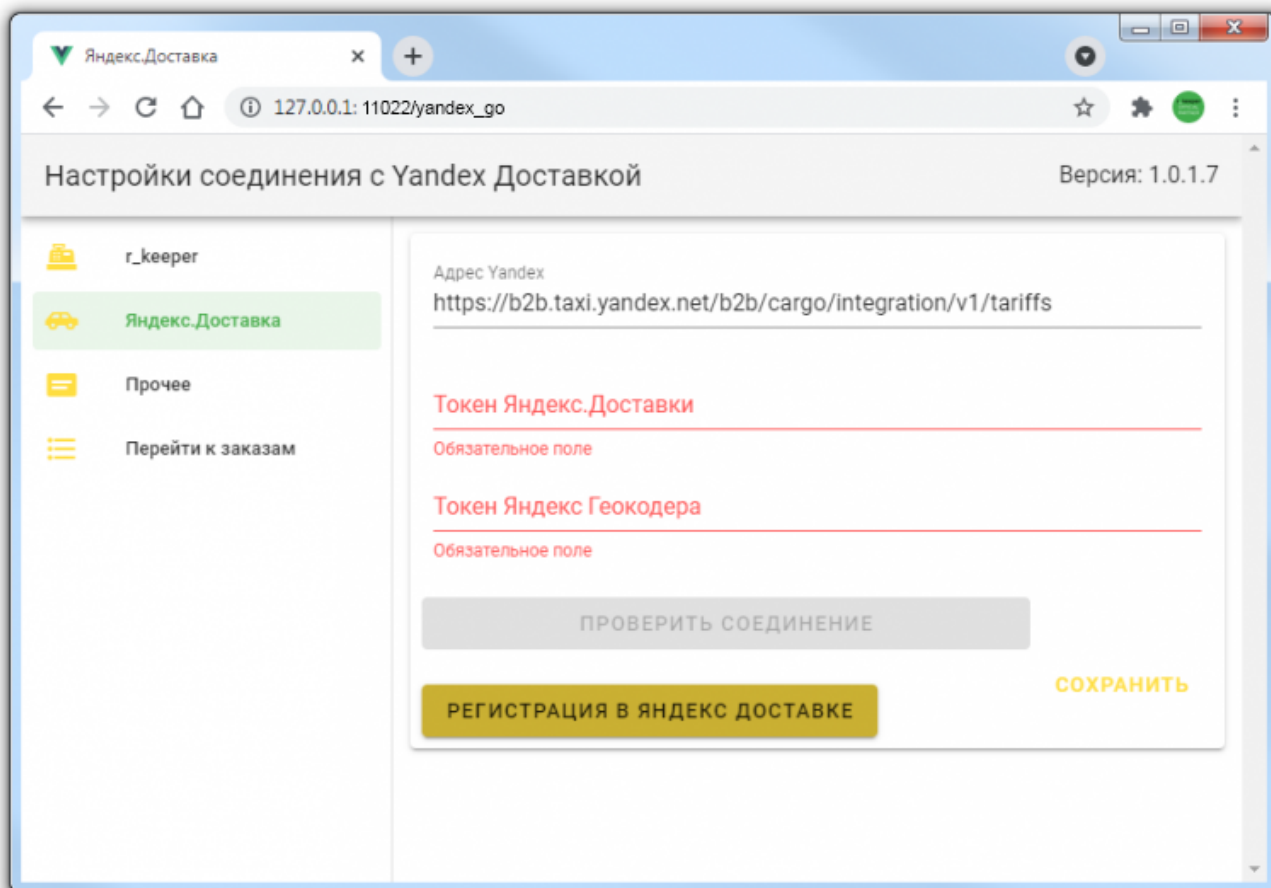 Яндекс.Доставка
127.0.0.1: 11022/yandex_go
Настройки соединения с Yandex Доставкой
Версия: 1.0.1.7
r_keeper
Яндекс.Доставка
Прочее
Перейти к заказам
Адрес Yandex
https://b2b.taxi.yandex.net/b2b/cargo/integration/v1/tariffs
Токен Яндекс.Доставки
Обязательное поле
Токен Яндекс Геокодера
Обязательное поле
ПРОВЕРИТЬ СОЕДИНЕНИЕ
СОХРАНИТЬ
РЕГИСТРАЦИЯ В ЯНДЕКС ДОСТАВКЕ